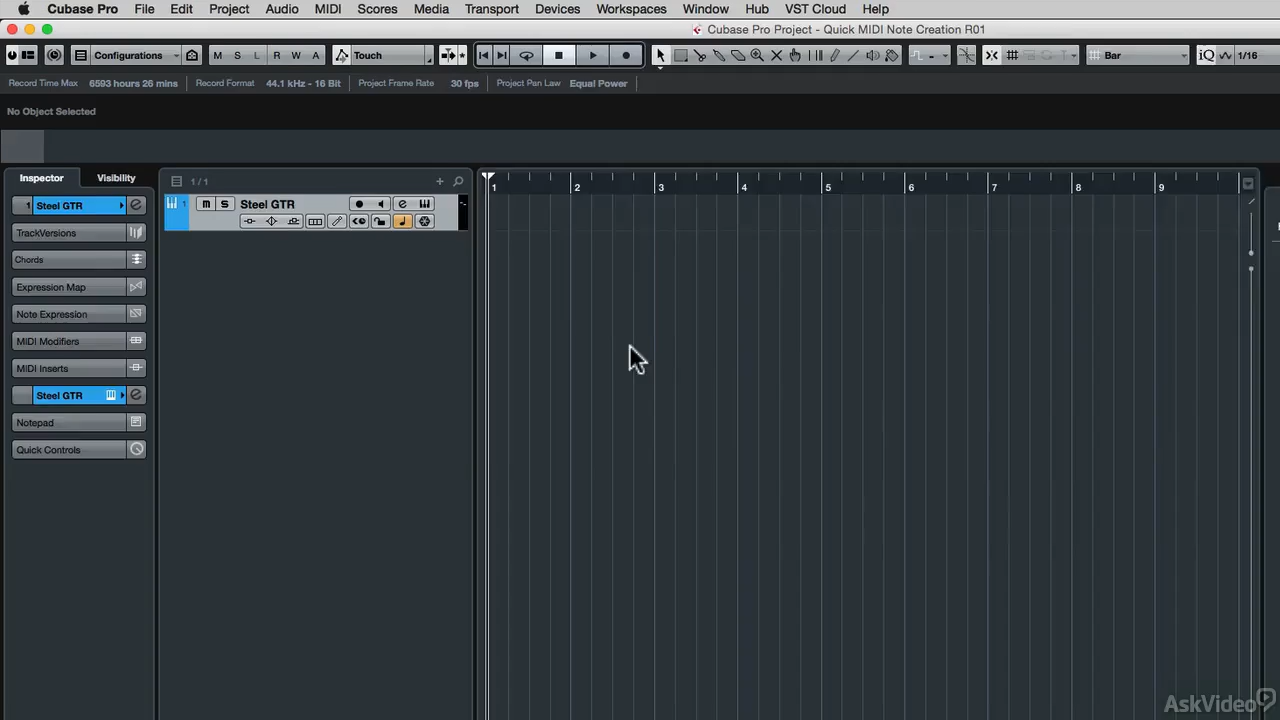 Cubase Pro File Edit Project Audio MIDI Scores Media Transport Devices Workspaces Window Hub VST Cloud Help
Cubase Pro Project - Quick MIDI Note Creation R01
Configurations M S L R W A Touch Bar iQ 1/16
Record Time Max 6593 hours 26 mins Record Format 44.1 kHz - 16 Bit Project Frame Rate 30 fps Project Pan Law Equal Power
No Object Selected
Inspector Visibility 1 / 1
1 2 3 4 5 6 7 8 9
1 Steel GTR
1 m S Steel GTR e
TrackVersions
Chords
Expression Map
Note Expression
MIDI Modifiers
MIDI Inserts
Steel GTR
Notepad
Quick Controls
AskVideo